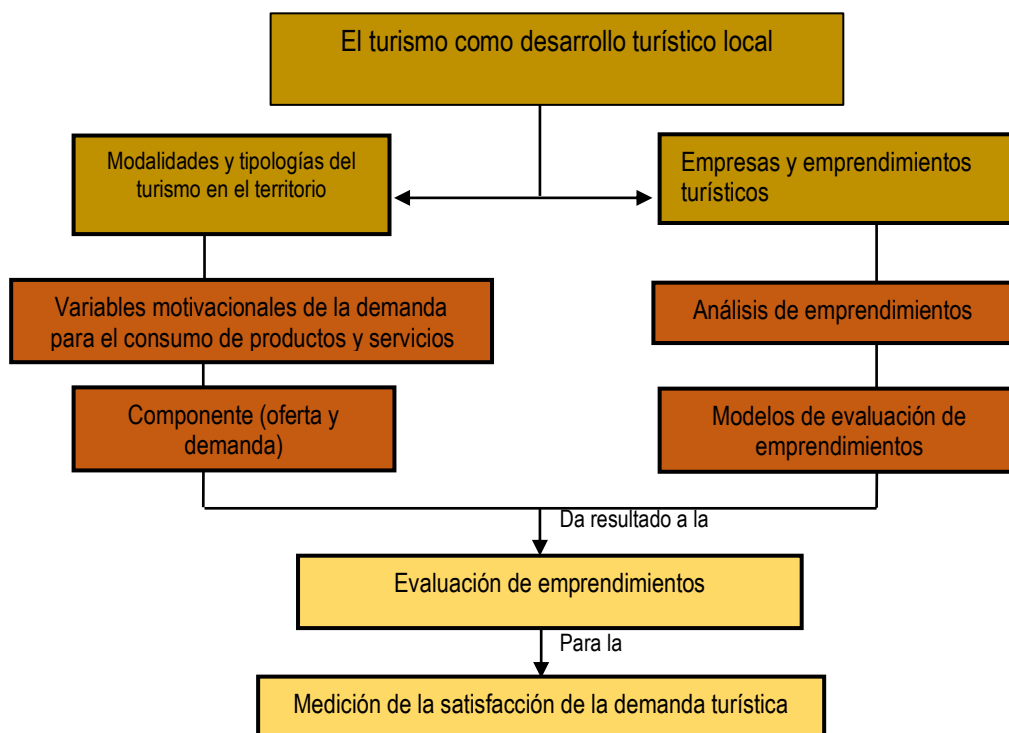 El turismo como desarrollo turístico local
Modalidades y tipologías del
turismo en el territorio
Empresas y emprendimientos
turísticos
Variables motivacionales de la demanda
para el consumo de productos y servicios
Análisis de emprendimientos
Componente (oferta y
demanda)
Modelos de evaluación de
emprendimientos
Da resultado a la
Evaluación de emprendimientos
Para la
Medición de la satisfacción de la demanda turística